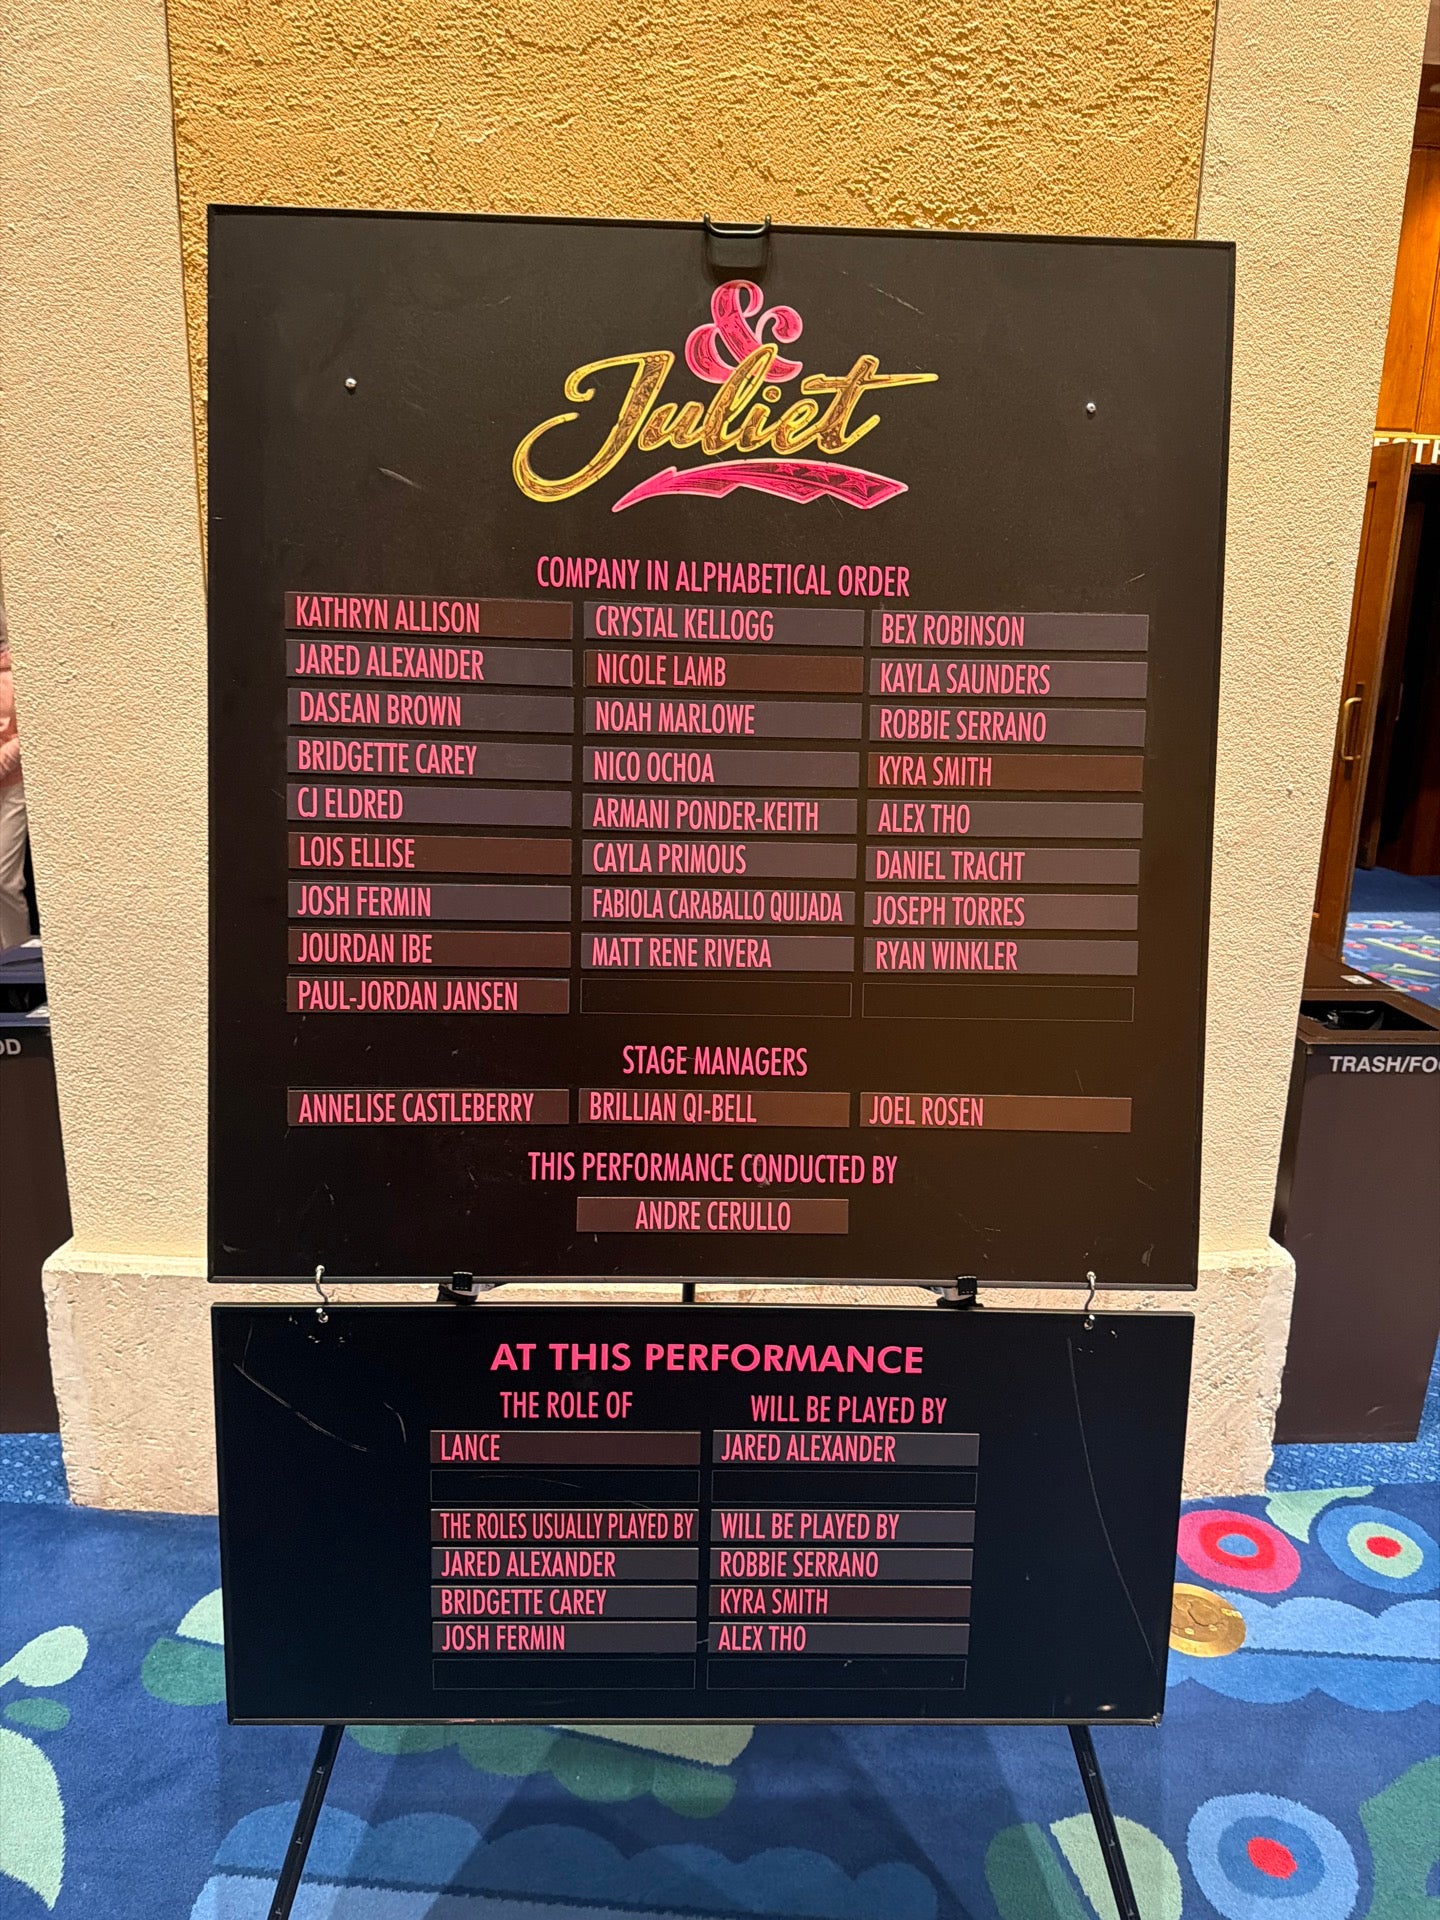 &
Juliet
COMPANY IN ALPHABETICAL ORDER
KATHRYN ALLISON
JARED ALEXANDER
DASEAN BROWN
BRIDGETTE CAREY
CJ ELDRED
LOIS ELLISE
JOSH FERMIN
JOURDAN IBE
PAUL-JORDAN JANSEN
CRYSTAL KELLOGG
NICOLE LAMB
NOAH MARLOWE
NICO OCHOA
ARMANI PONDER-KEITH
CAYLA PRIMOUS
FABIOLA CARABALLO QUIJADA
MATT RENE RIVERA
BEX ROBINSON
KAYLA SAUNDERS
ROBBIE SERRANO
KYRA SMITH
ALEX THO
DANIEL TRACHT
JOSEPH TORRES
RYAN WINKLER
STAGE MANAGERS
ANNELISE CASTLEBERRY BRILLIAN QI-BELL JOEL ROSEN
THIS PERFORMANCE CONDUCTED BY
ANDRE CERULLO
AT THIS PERFORMANCE
THE ROLE OF WILL BE PLAYED BY
LANCE JARED ALEXANDER
THE ROLES USUALLY PLAYED BY WILL BE PLAYED BY
JARED ALEXANDER ROBBIE SERRANO
BRIDGETTE CAREY KYRA SMITH
JOSH FERMIN ALEX THO
TRASH/FO